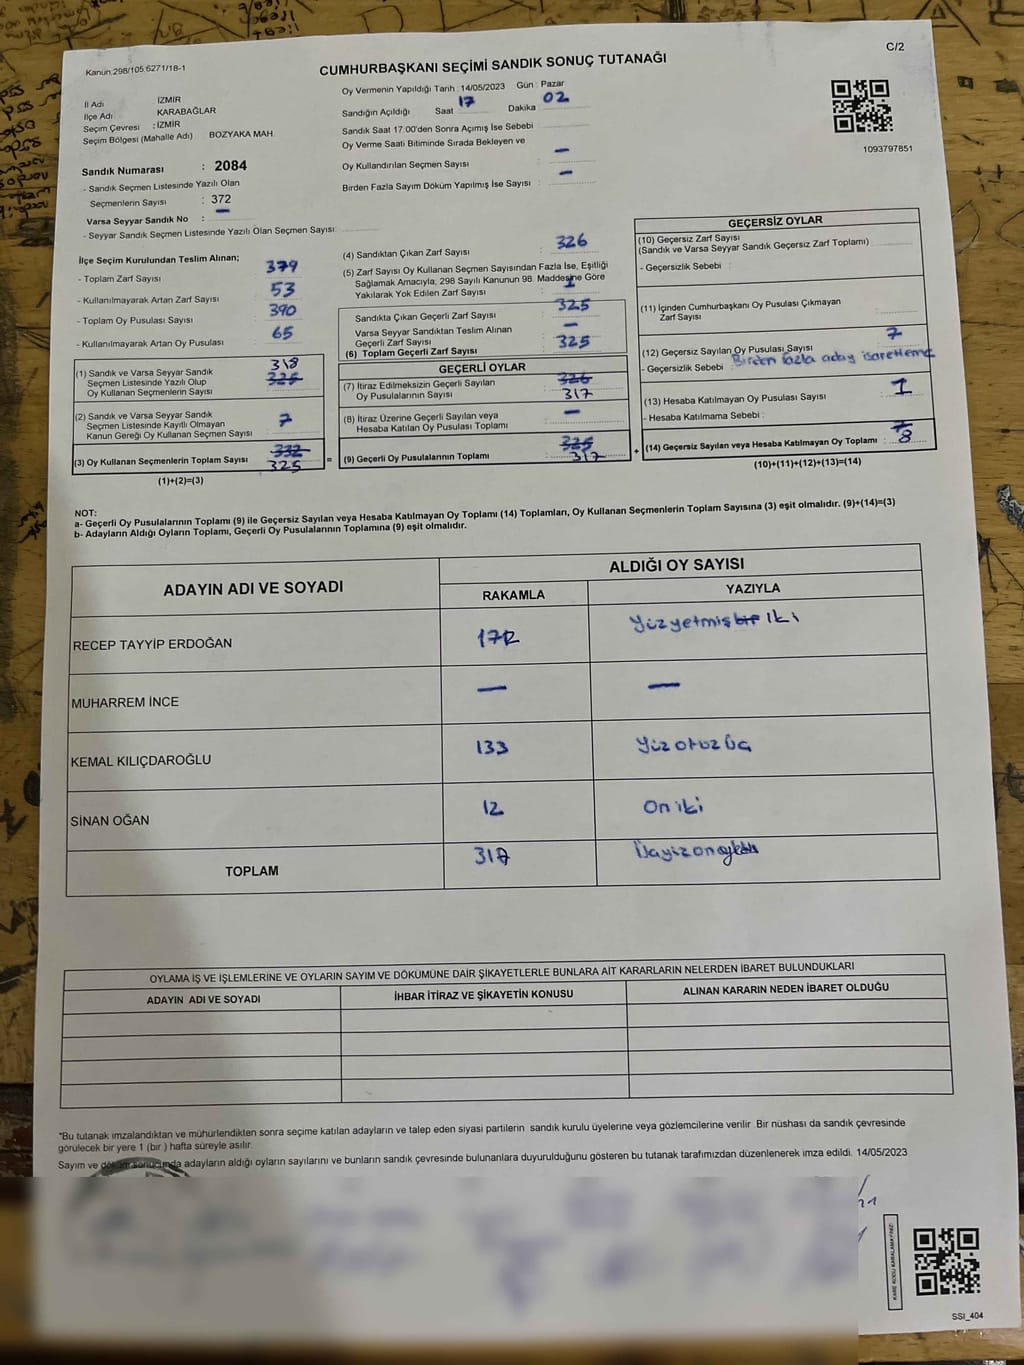 C/2
Kanun.298/105.6271/18-1
CUMHURBAŞKANI SEÇİMİ SANDIK SONUÇ TUTANAĞI
İl Adı İZMİR
İlçe Adı KARABAĞLAR
Seçim Çevresi : İZMİR
Seçim Bölgesi (Mahalle Adı) BOZYAKA MAH.
Sandık Numarası : 2084
- Sandık Seçmen Listesinde Yazılı Olan
Seçmenlerin Sayısı : 372
Varsa Seyyar Sandık No : —
- Seyyar Sandık Seçmen Listesinde Yazılı Olan Seçmen Sayısı:
Oy Vermenin Yapıldığı Tarih : 14/05/2023 Gün : Pazar
Sandığın Açıldığı Saat 17 Dakika 02
Sandık Saat 17:00'den Sonra Açımış İse Sebebi :
Oy Verme Saati Bitiminde Sırada Bekleyen ve
Oy Kullandırılan Seçmen Sayısı : —
Birden Fazla Sayım Döküm Yapılmış İse Sayısı : —
1093797851
İlçe Seçim Kurulundan Teslim Alınan;
- Toplam Zarf Sayısı : 379
- Kullanılmayarak Artan Zarf Sayısı : 53
- Toplam Oy Pusulası Sayısı : 390
- Kullanılmayarak Artan Oy Pusulası : 65
(1) Sandık ve Varsa Seyyar Sandık
Seçmen Listesinde Yazılı Olup
Oy Kullanan Seçmenlerin Sayısı : 318 325
(2) Sandık ve Varsa Seyyar Sandık
Seçmen Listesinde Kayıtlı Olmayan
Kanun Gereği Oy Kullanan Seçmen Sayısı : 7
(3) Oy Kullanan Seçmenlerin Toplam Sayısı : 332 325 =
(1)+(2)=(3)
(4) Sandıktan Çıkan Zarf Sayısı : 326
(5) Zarf Sayısı Oy Kullanan Seçmen Sayısından Fazla İse, Eşitliği
Sağlamak Amacıyla, 298 Sayılı Kanunun 98. Maddesine Göre
Yakılarak Yok Edilen Zarf Sayısı : 1
Sandıkta Çıkan Geçerli Zarf Sayısı : 325
Varsa Seyyar Sandıktan Teslim Alınan
Geçerli Zarf Sayısı : —
(6) Toplam Geçerli Zarf Sayısı : 325
GEÇERLİ OYLAR
(7) İtiraz Edilmeksizin Geçerli Sayılan
Oy Pusulasının Sayısı : 326 317
(8) İtiraz Üzerine Geçerli Sayılan veya
Hesaba Katılan Oy Pusulası Toplamı : —
(9) Geçerli Oy Pusulalarının Toplamı : 325 317 +
GEÇERSİZ OYLAR
(10) Geçersiz Zarf Sayısı
(Sandık ve Varsa Seyyar Sandık Geçersiz Zarf Toplamı)
- Geçersizlik Sebebi :
(11) İçinden Cumhurbaşkanı Oy Pusulası Çıkmayan
Zarf Sayısı :
(12) Geçersiz Sayılan Oy Pusulası Sayısı : 7
- Geçersizlik Sebebi : Birden fazla aday isaretleme
(13) Hesaba Katılmayan Oy Pusulası Sayısı : 1
- Hesaba Katılmama Sebebi :
(14) Geçersiz Sayılan veya Hesaba Katılmayan Oy Toplamı : 8
(10)+(11)+(12)+(13)=(14)
NOT:
a- Geçerli Oy Pusulalarının Toplamı (9) ile Geçersiz Sayılan veya Hesaba Katılmayan Oy Toplamı (14) Toplamları, Oy Kullanan Seçmenlerin Toplam Sayısına (3) eşit olmalıdır. (9)+(14)=(3)
b- Adayların Aldığı Oyların Toplamı, Geçerli Oy Pusulalarının Toplamına (9) eşit olmalıdır.
ADAYIN ADI VE SOYADI ALDIĞI OY SAYISI
RAKAMLA YAZIYLA
RECEP TAYYİP ERDOĞAN 172 Yüzyetmiş bir iki
MUHARREM İNCE — —
KEMAL KILIÇDAROĞLU 133 Yüz otuz üç
SİNAN OĞAN 12 On iki
TOPLAM 317
OYLAMA İŞ VE İŞLEMLERİNE VE OYLARIN SAYIM VE DÖKÜMÜNE DAİR ŞİKAYETLERLE BUNLARA AİT KARARLARIN NELERDEN İBARET BULUNDUKLARI
ADAYIN ADI VE SOYADI İHBAR İTİRAZ VE ŞİKAYETİN KONUSU ALINAN KARARIN NEDEN İBARET OLDUĞU
*Bu tutanak imzalandıktan ve mühürlendikten sonra seçime katılan adayların ve talep eden siyasi partilerin sandık kurulu üyelerine veya gözlemcilerine verilir. Bir nüshası da sandık çevresinde
görülecek bir yere 1 (bir) hafta süreyle asılır.
Sayım ve döküm sonucunda adayların aldığı oyların sayılarını ve bunların sandık çevresinde bulunanlara duyurulduğunu gösteren bu tutanak tarafımızdan düzenlenerek imza edildi. 14/05/2023
KARE KODU KARALAMAYINIZ!
SSI_404